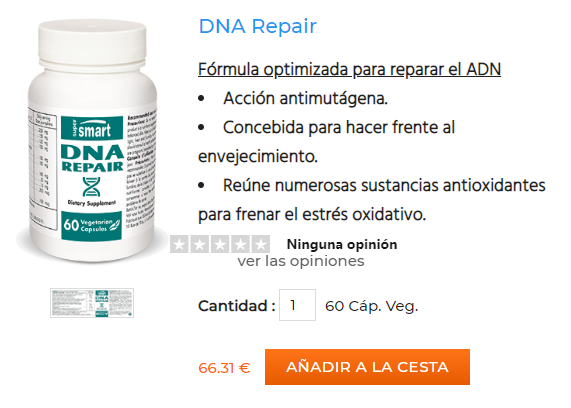 DNA Repair
Fórmula optimizada para reparar el ADN
• Acción antimutágena.
• Concebida para hacer frente al
envejecimiento.
• Reúne numerosas sustancias antioxidantes
para frenar el estrés oxidativo.
super
smart
DNA
REPAIR
Dietary Supplement
60 Vegetarian
Capsules
Ninguna opinión
ver las opiniones
Cantidad : 1 60 Cáp. Veg.
66.31 € AÑADIR A LA CESTA